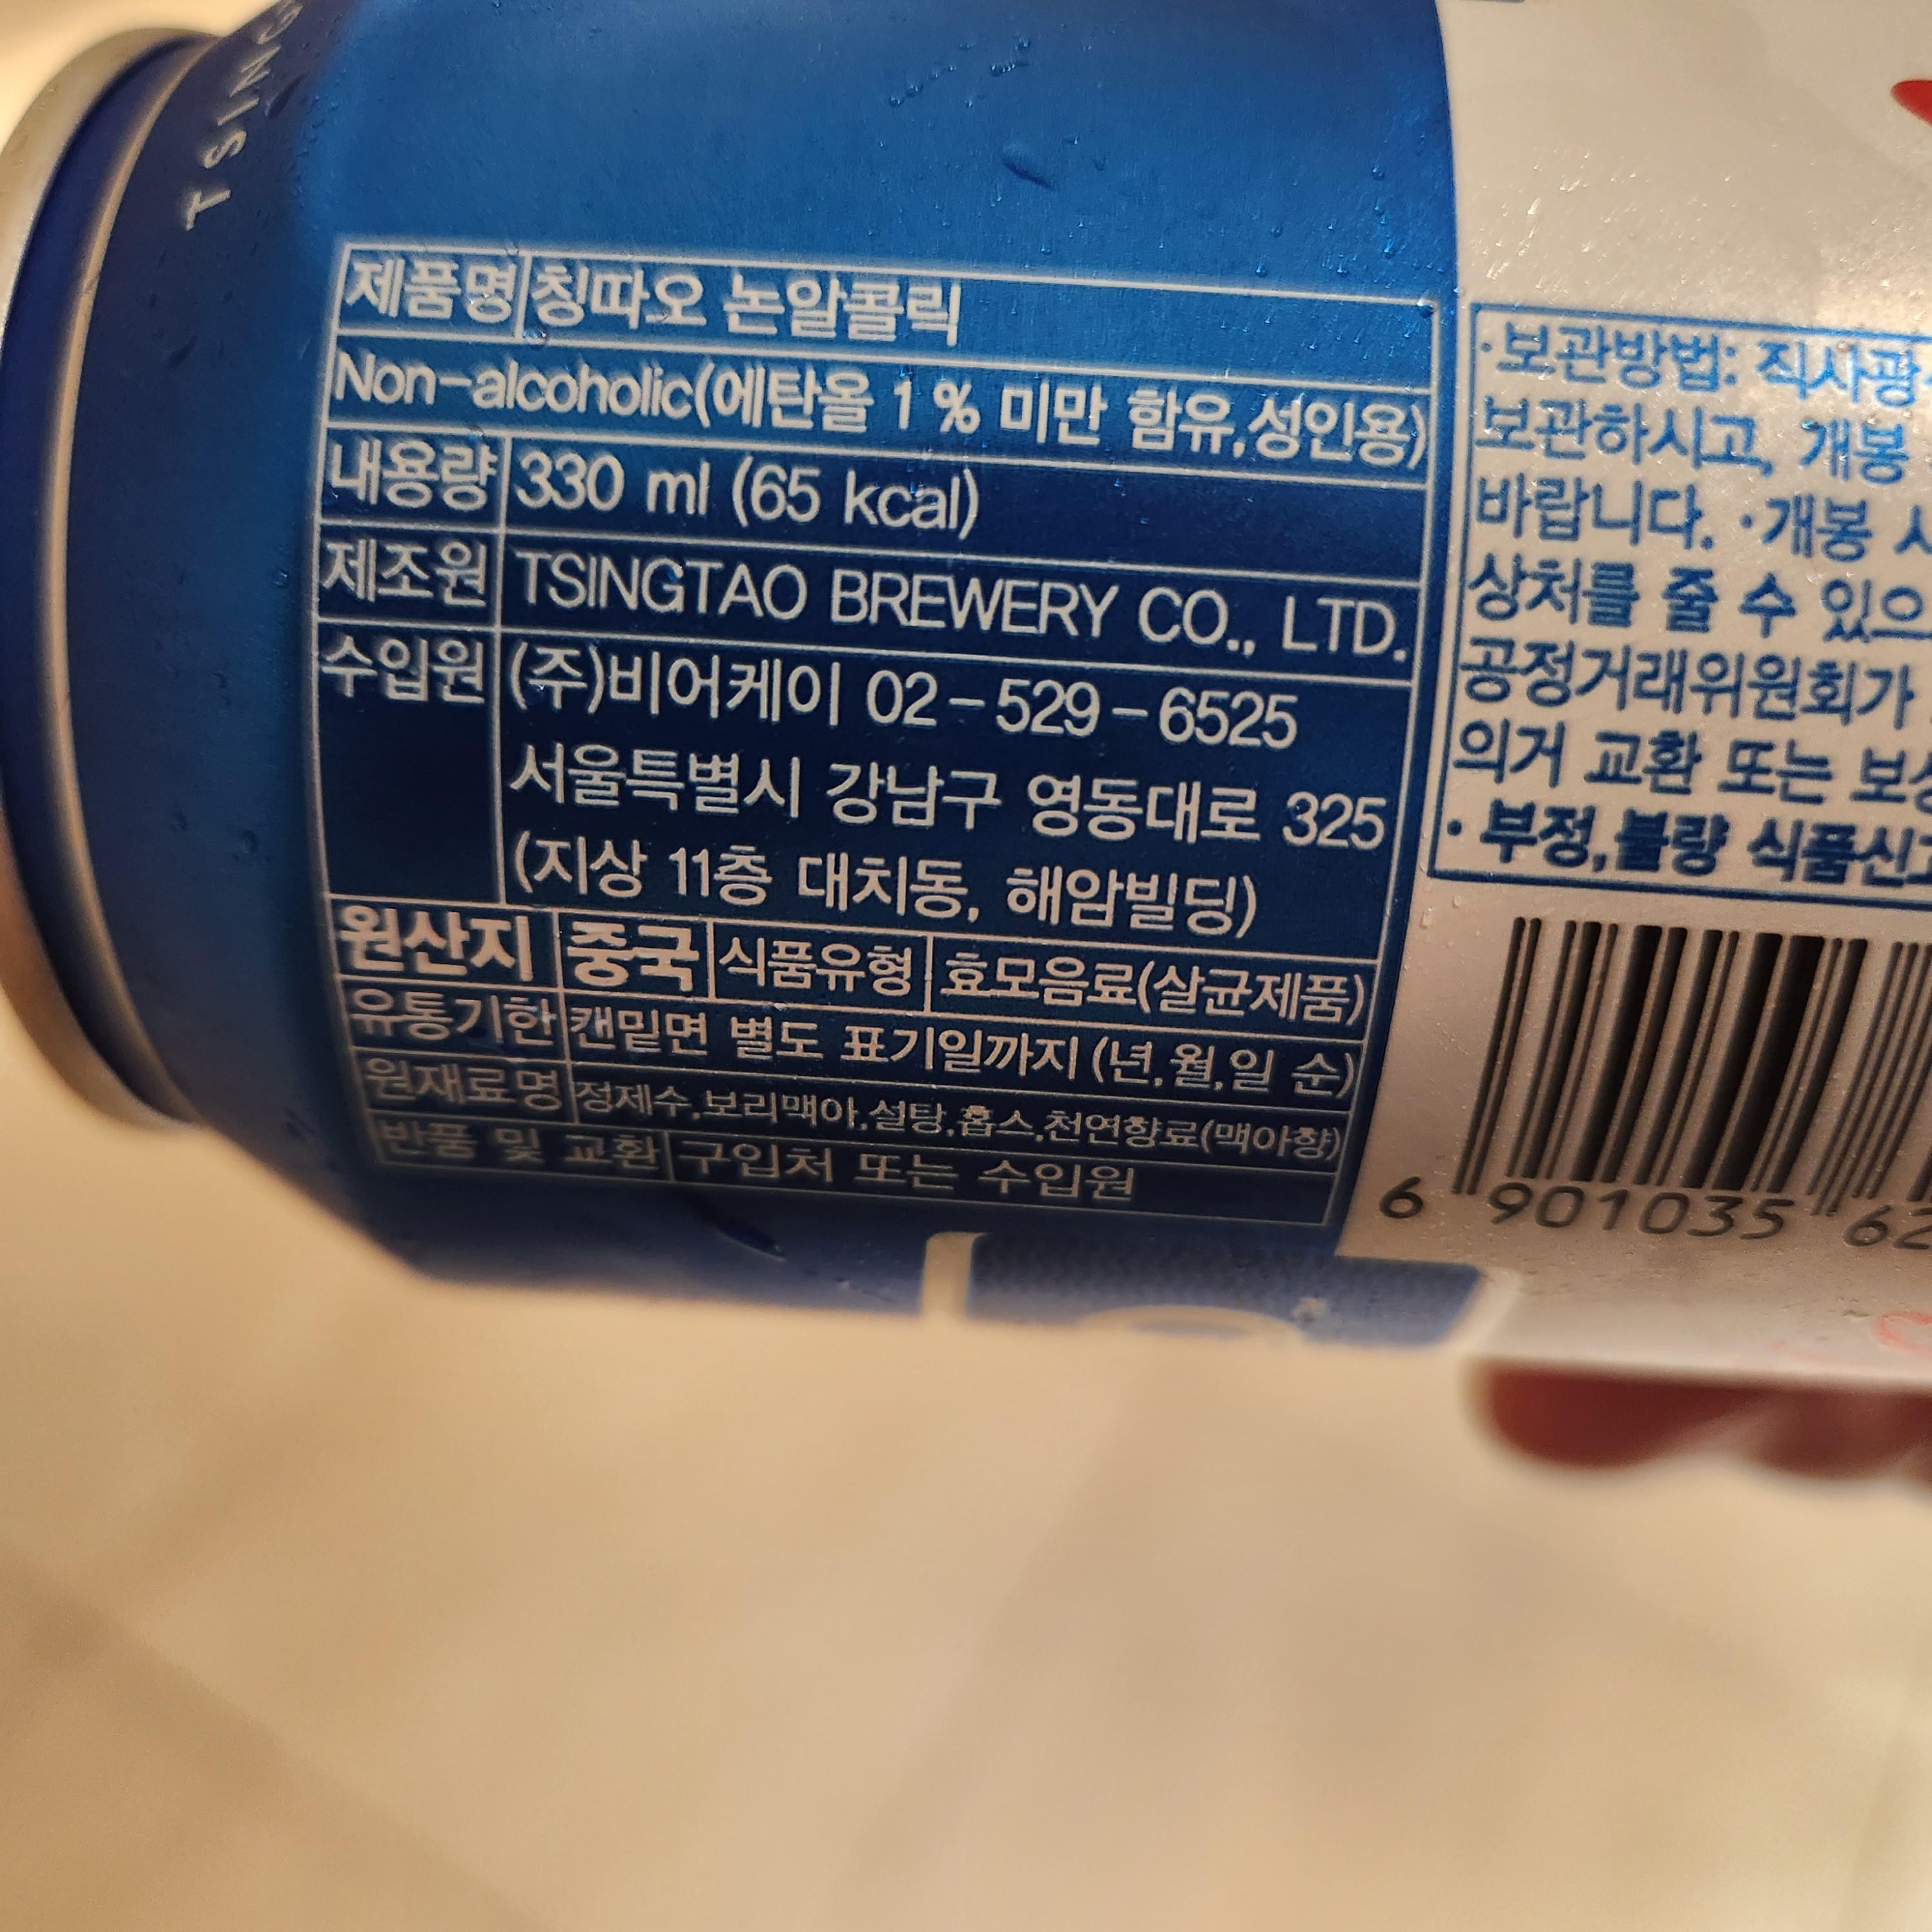 TSING
제품명 칭따오 논알콜릭
Non-alcoholic(에탄올 1 % 미만 함유,성인용)
내용량 330 ml (65 kcal)
제조원 TSINGTAO BREWERY CO., LTD.
수입원 (주)비어케이 02-529-6525
서울특별시 강남구 영동대로 325
(지상 11층 대치동, 해암빌딩)
원산지 중국 식품유형 효모음료(살균제품)
유통기한 캔밑면 별도 표기일까지 (년,월,일 순)
원재료명 정제수,보리맥아,설탕,홉스,천연향료(맥아향)
반품 및 교환 구입처 또는 수입원
·보관방법: 직사광
보관하시고, 개봉
바랍니다. ·개봉
상처를 줄 수 있으
공정거래위원회가
의거 교환 또는
·부정,불량 식품신고
6 901035 62